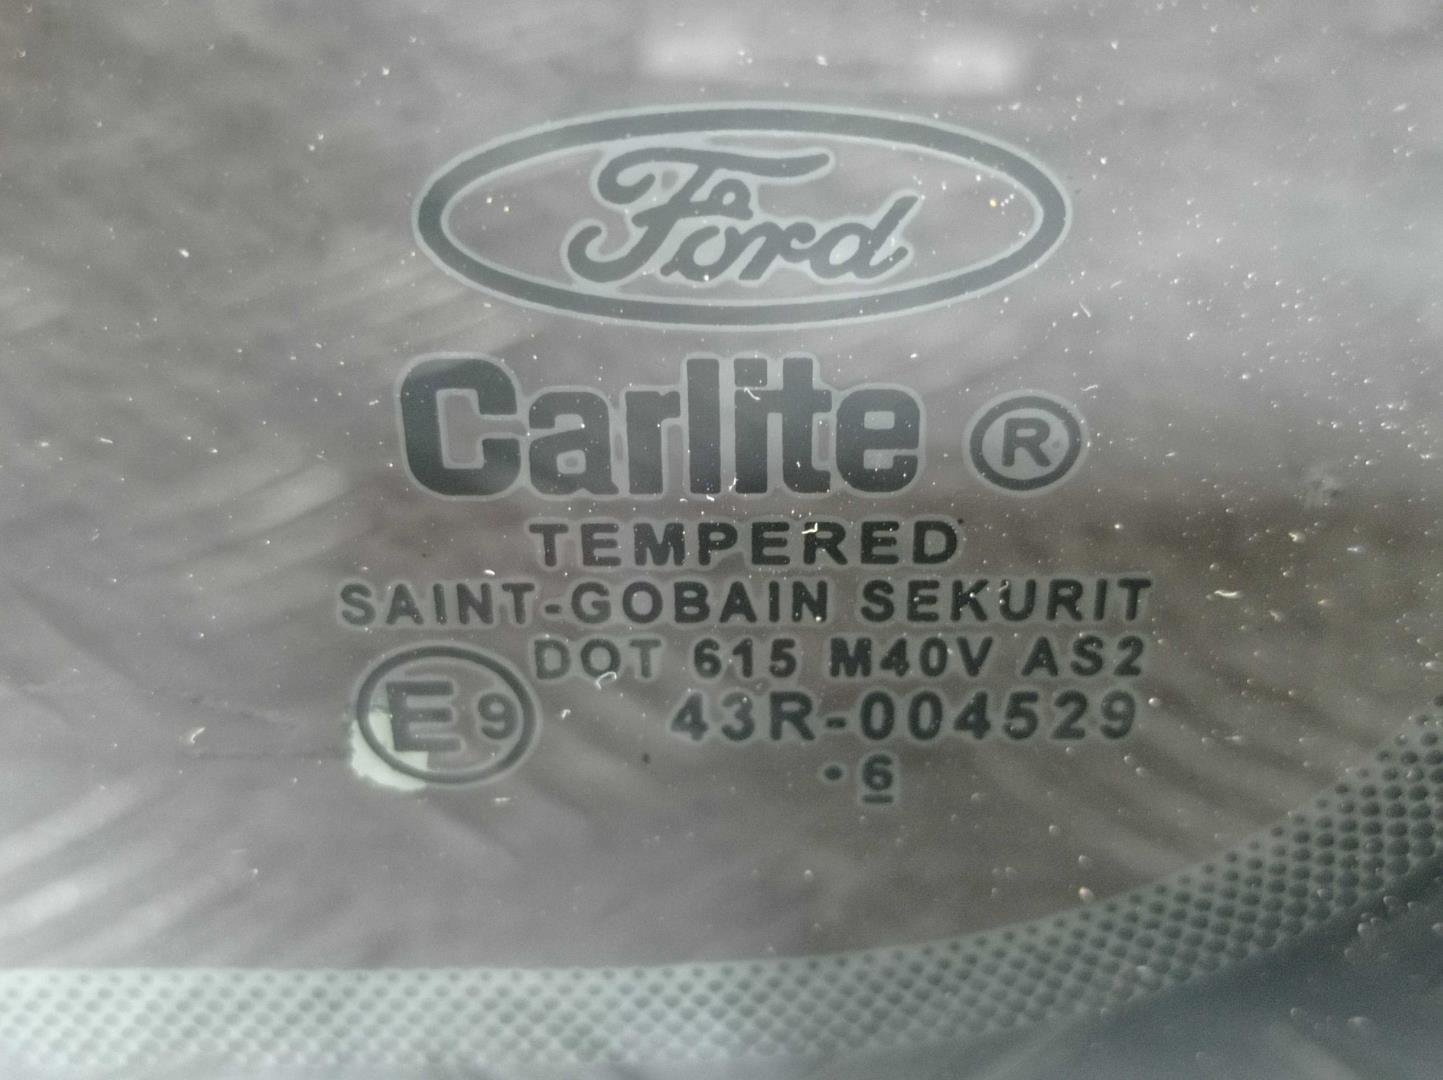 Ford
Carlite ®
TEMPERED
SAINT-GOBAIN SEKURIT
DOT 615 M40V AS2
E9 43R-004529
. 6